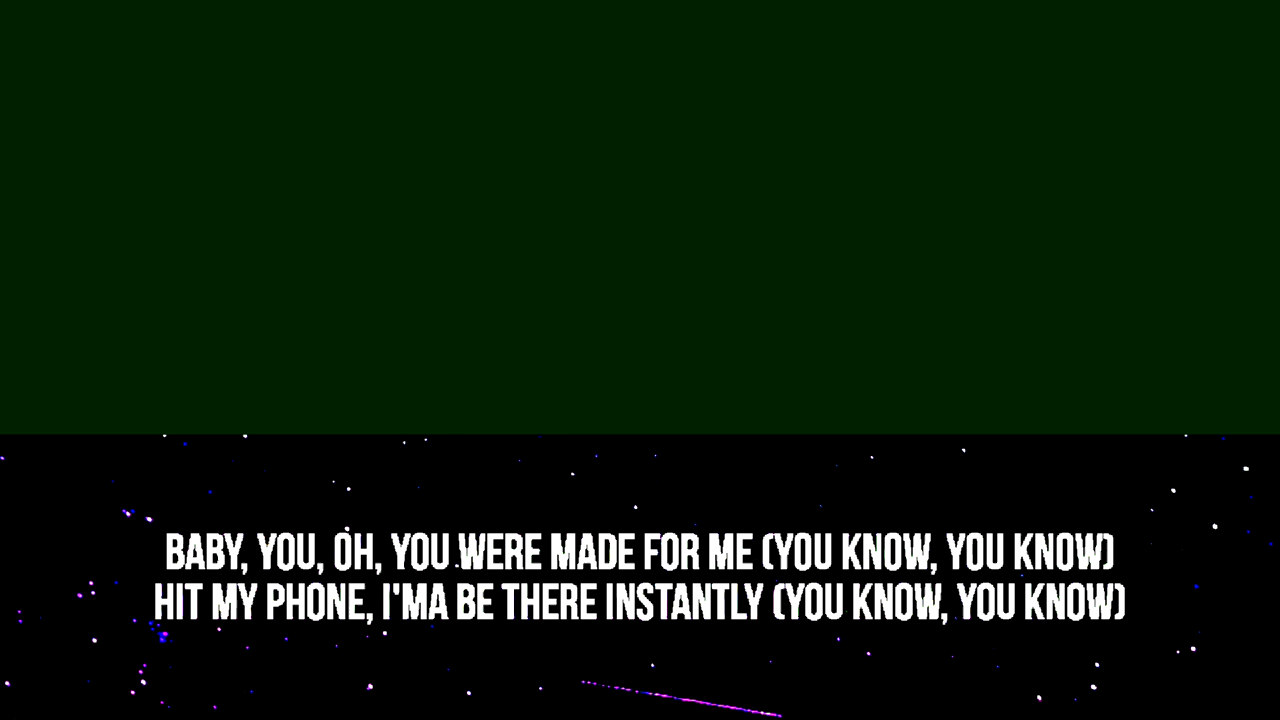 BABY, YOU, OH, YOU WERE MADE FOR ME (YOU KNOW, YOU KNOW)
HIT MY PHONE, I'MA BE THERE INSTANTLY (YOU KNOW, YOU KNOW)